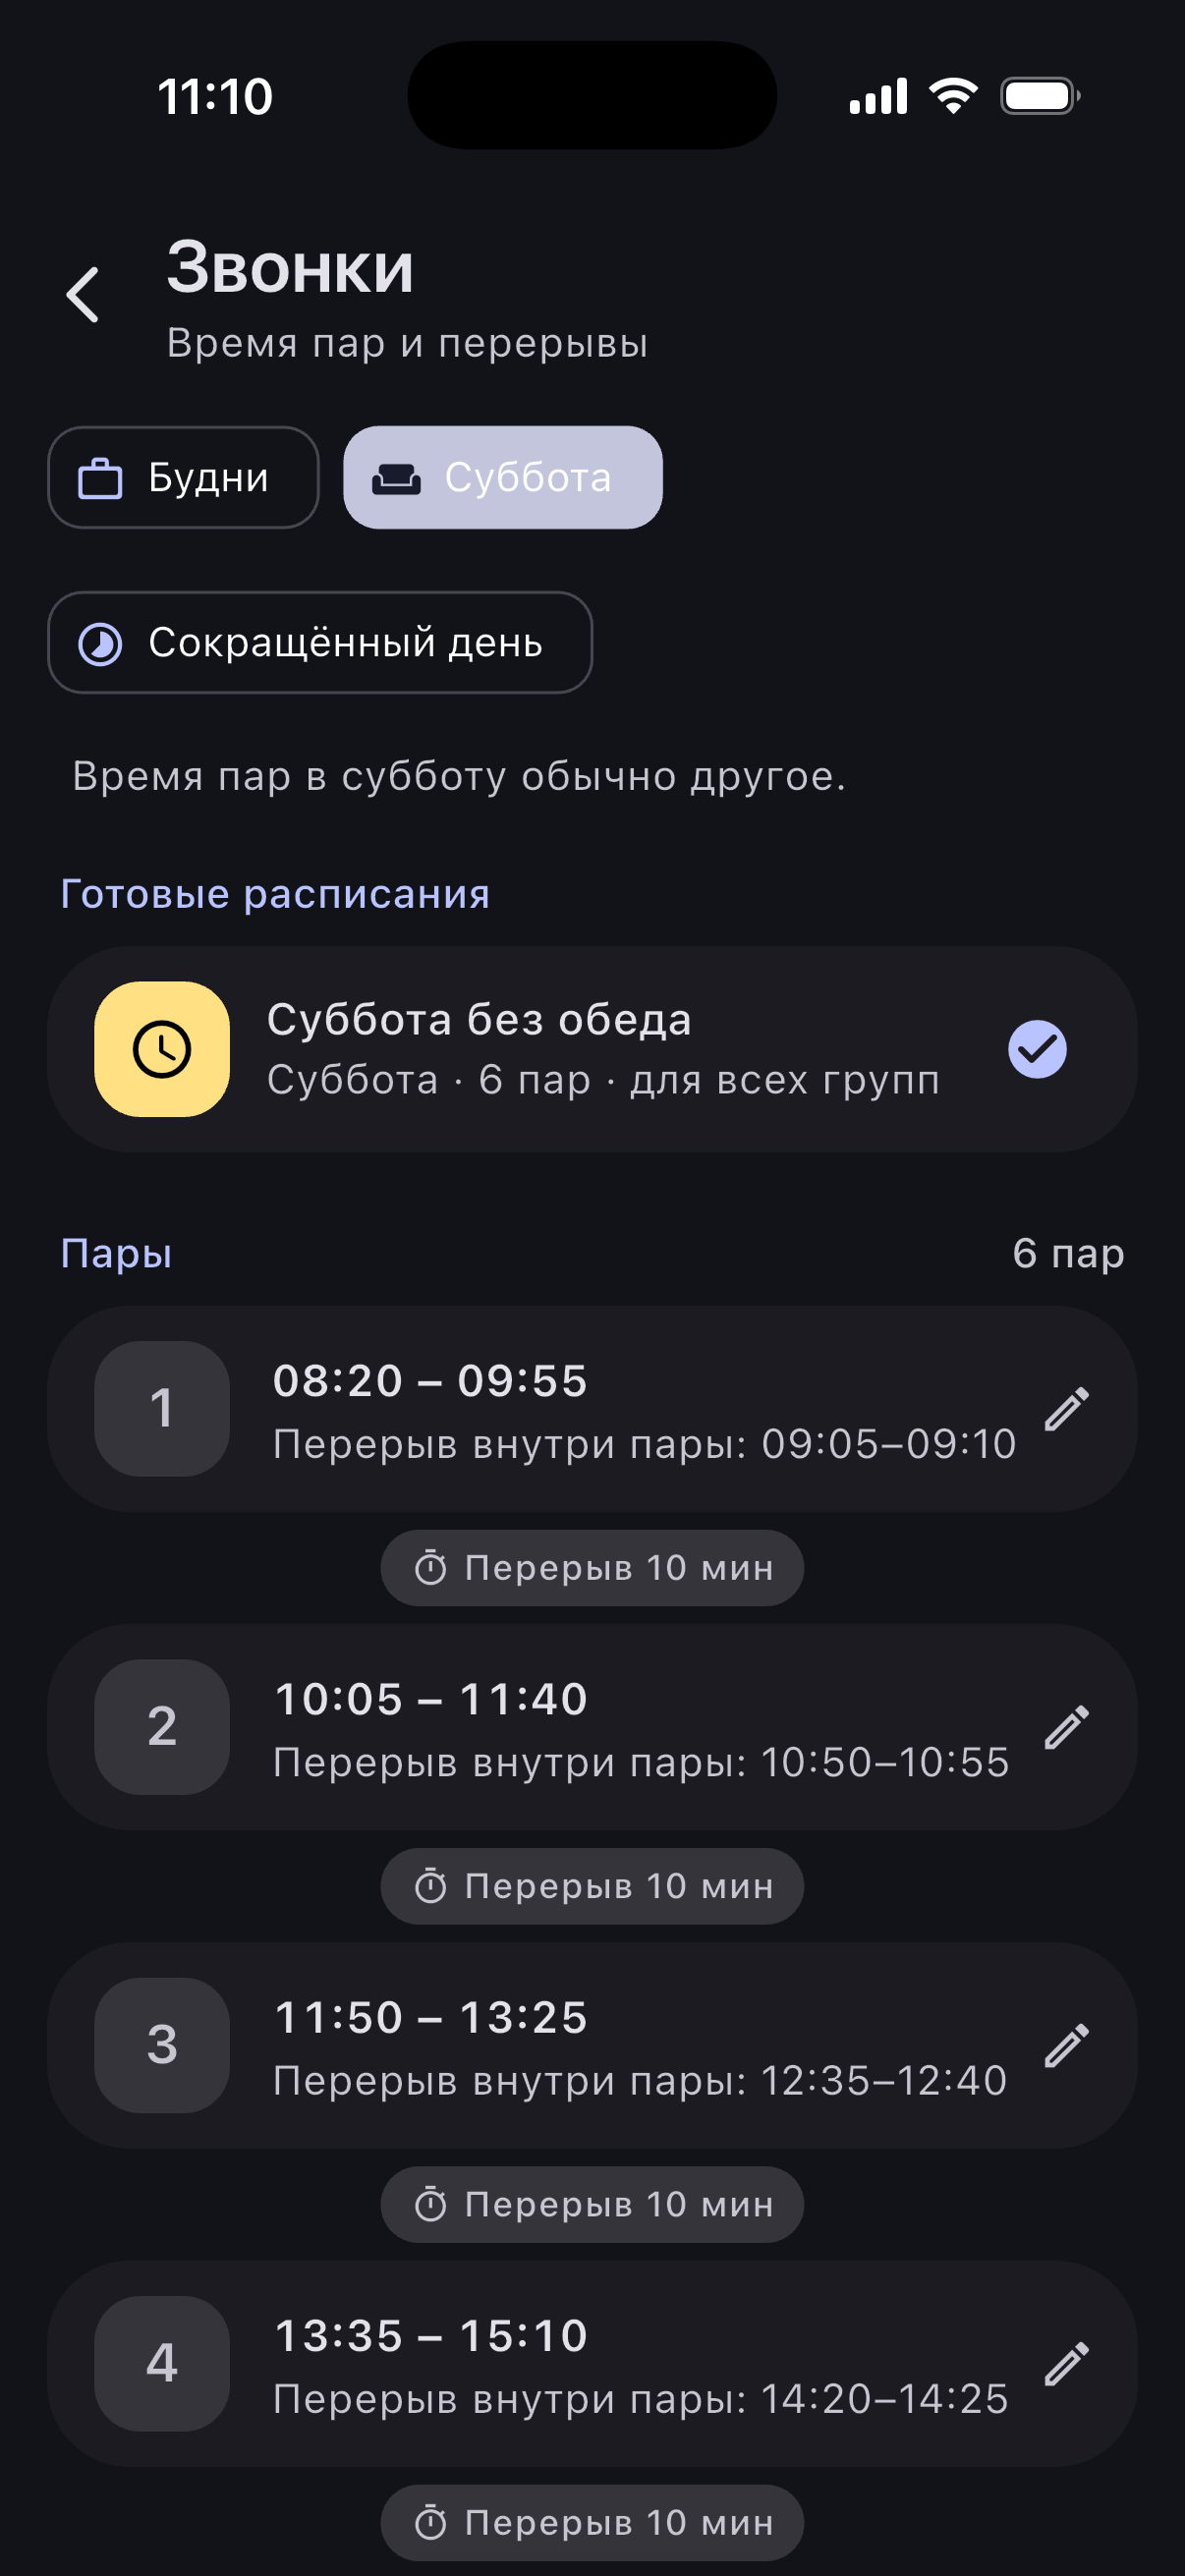 11:10
Звонки
Время пар и перерывы
Будни
Суббота
Сокращённый день
Время пар в субботу обычно другое.
Готовые расписания
Суббота без обеда
Суббота · 6 пар · для всех групп
Пары
6 пар
1
08:20 – 09:55
Перерыв внутри пары: 09:05–09:10
Перерыв 10 мин
2
10:05 – 11:40
Перерыв внутри пары: 10:50–10:55
Перерыв 10 мин
3
11:50 – 13:25
Перерыв внутри пары: 12:35–12:40
Перерыв 10 мин
4
13:35 – 15:10
Перерыв внутри пары: 14:20–14:25
Перерыв 10 мин